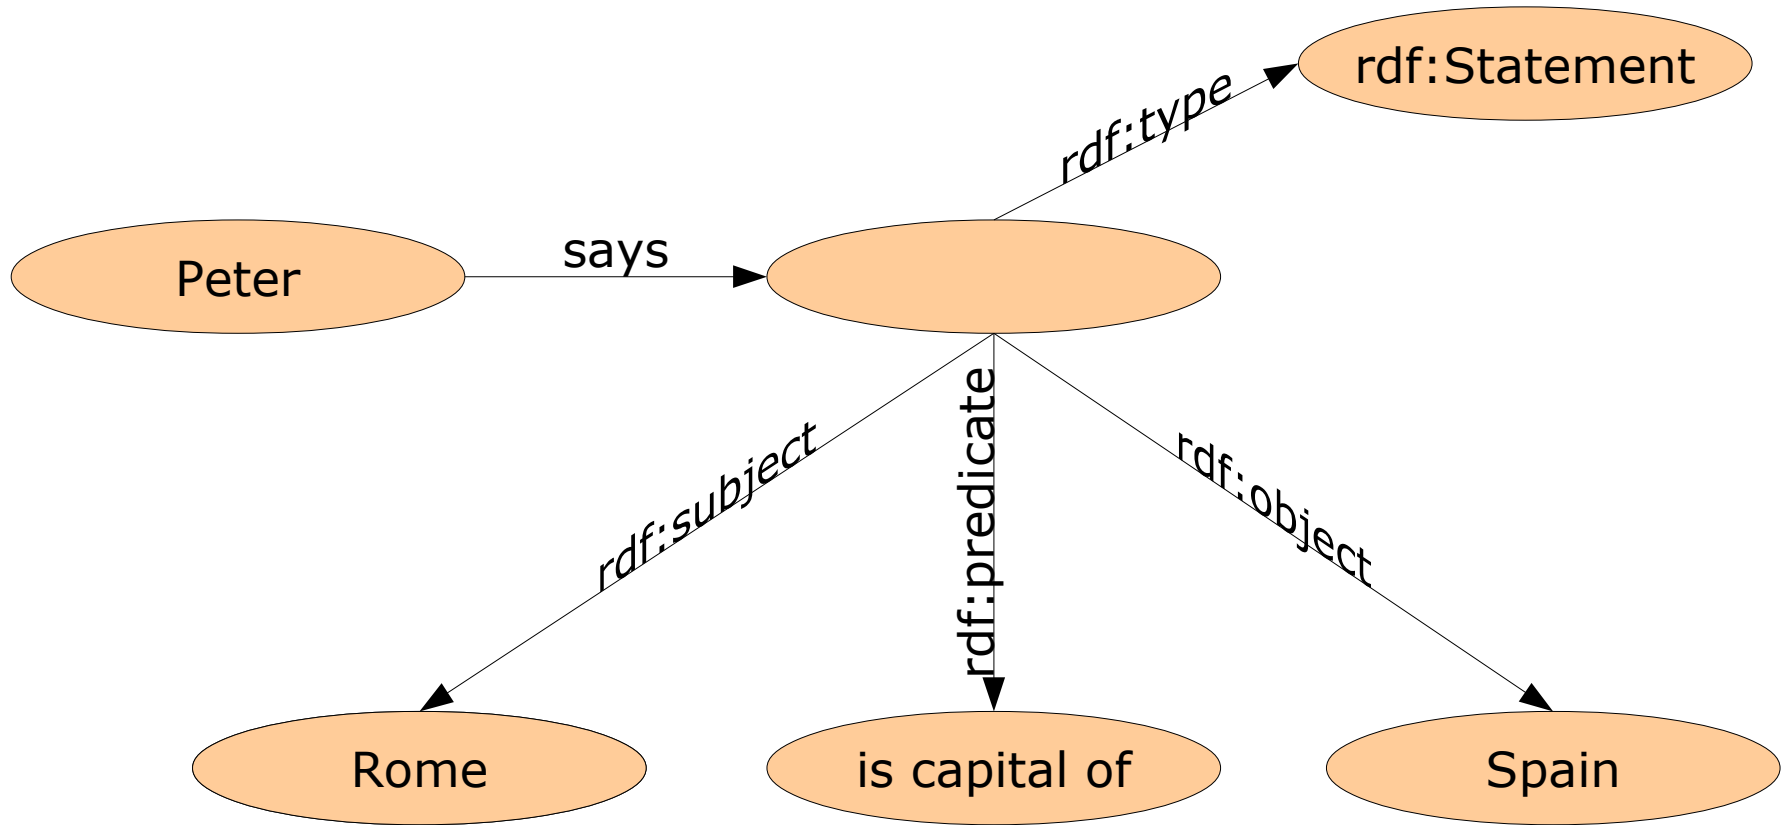 rdf:Statement
rdf:type
Peter
says
rdf:subject
rdf:predicate
rdf:object
Rome
is capital of
Spain